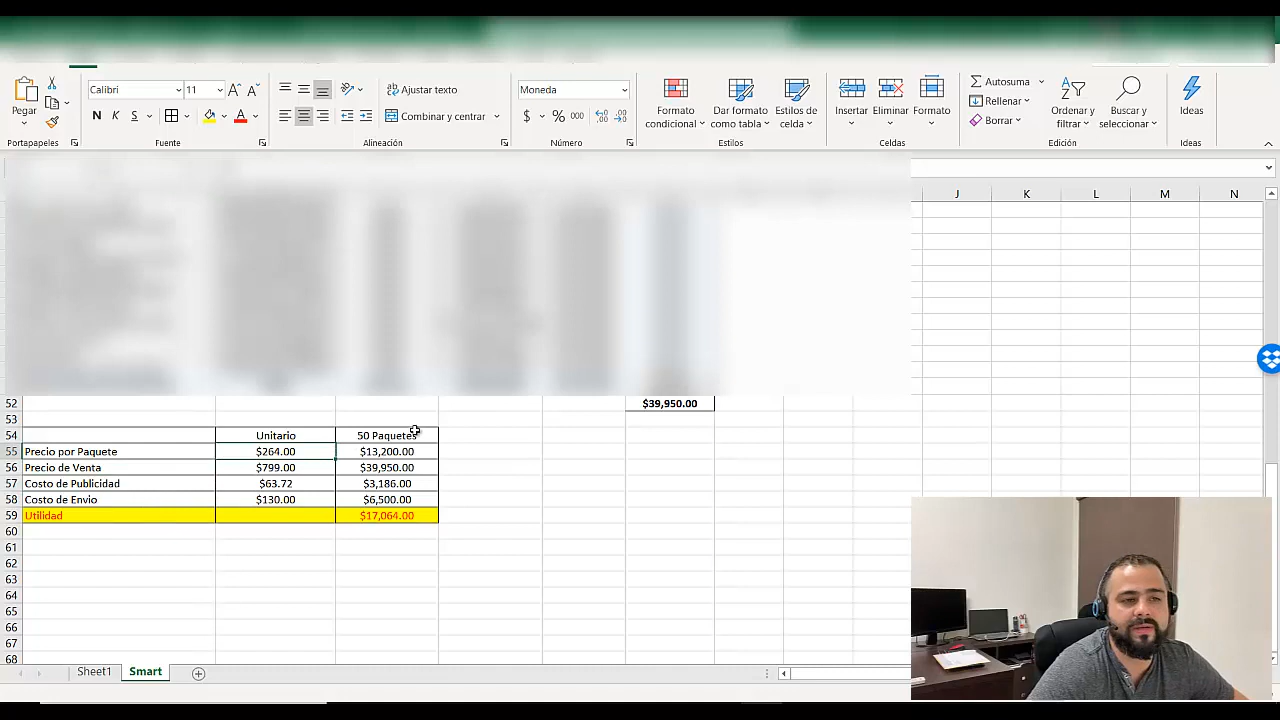 Calibri 11 Ajustar texto Moneda Autosuma
Pegar N K S A Combinar y centrar $ % 000 Formato condicional Dar formato como tabla Estilos de celda Insertar Eliminar Formato Rellenar Borrar Ordenar y filtrar Buscar y seleccionar Ideas
Portapapeles Fuente Alineación Número Estilos Celdas Edición Ideas
J K L M N
52 $39,950.00
53
54 Unitario 50 Paquetes
55 Precio por Paquete $264.00 $13,200.00
56 Precio de Venta $799.00 $39,950.00
57 Costo de Publicidad $63.72 $3,186.00
58 Costo de Envio $130.00 $6,500.00
59 Utilidad $17,064.00
60
61
62
63
64
65
66
67
68
Sheet1 Smart